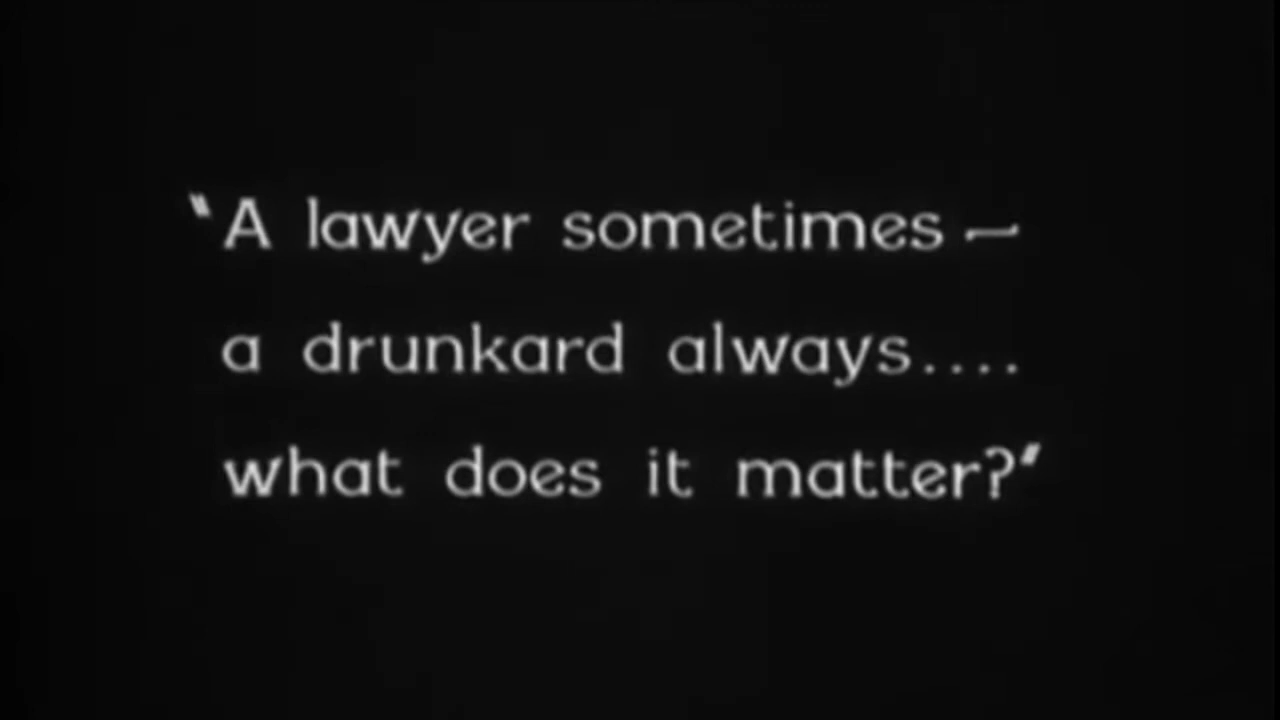 "A lawyer sometimes —
a drunkard always....
what does it matter?"